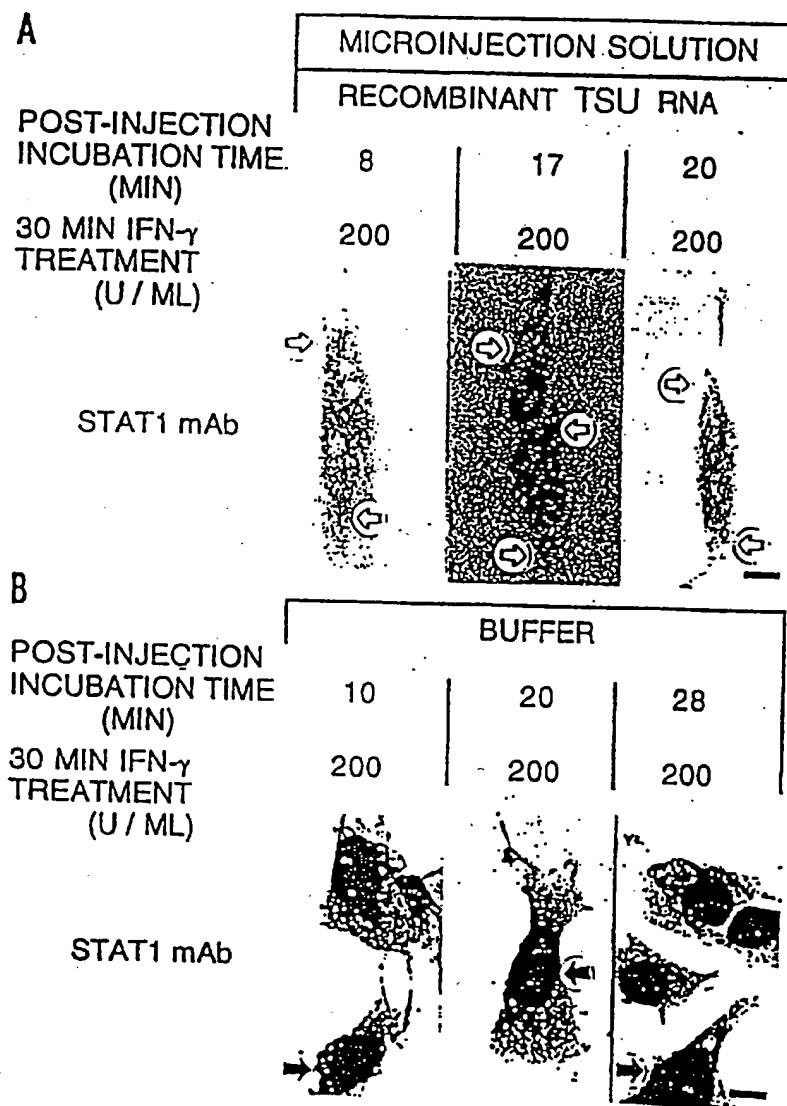 A
MICROINJECTION SOLUTION
RECOMBINANT TSU RNA
POST-INJECTION
INCUBATION TIME.
(MIN)
8 17 20
30 MIN IFN-γ
TREATMENT
(U / ML)
200 200 200
STAT1 mAb
B
BUFFER
POST-INJECTION
INCUBATION TIME
(MIN)
10 20 28
30 MIN IFN-γ
TREATMENT
(U / ML)
200 200 200
STAT1 mAb